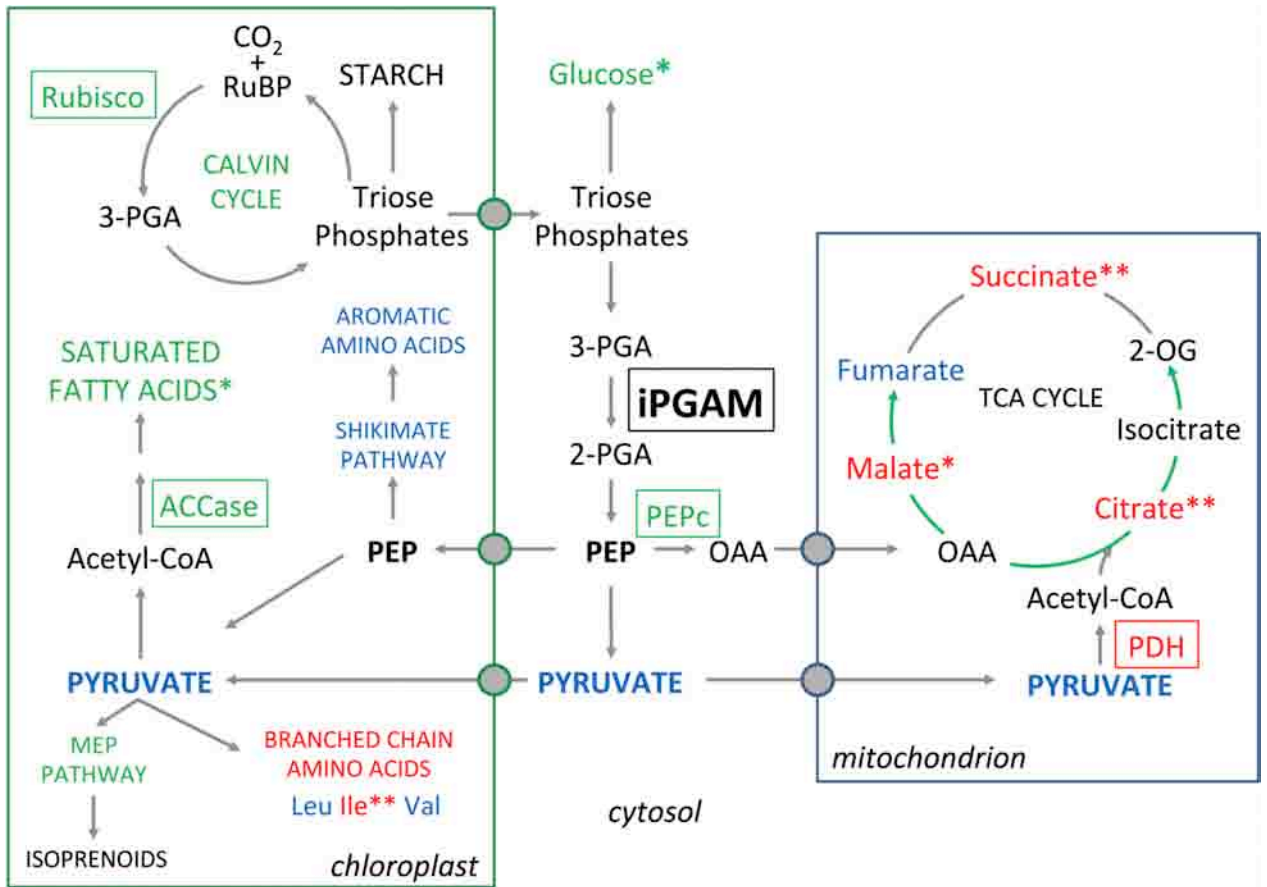 CO2
+
RuBP
Rubisco
STARCH
CALVIN
CYCLE
3-PGA
Triose
Phosphates
SATURATED
FATTY ACIDS*
AROMATIC
AMINO ACIDS
SHIKIMATE
PATHWAY
ACCase
Acetyl-CoA
PEP
PYRUVATE
MEP
PATHWAY
ISOPRENOIDS
BRANCHED CHAIN
AMINO ACIDS
Leu Ile** Val
chloroplast
Glucose*
Triose
Phosphates
3-PGA
iPGAM
2-PGA
PEPc
PEP
OAA
PYRUVATE
cytosol
Succinate**
2-OG
Fumarate
TCA CYCLE
Isocitrate
Malate*
Citrate**
OAA
Acetyl-CoA
PDH
PYRUVATE
mitochondrion